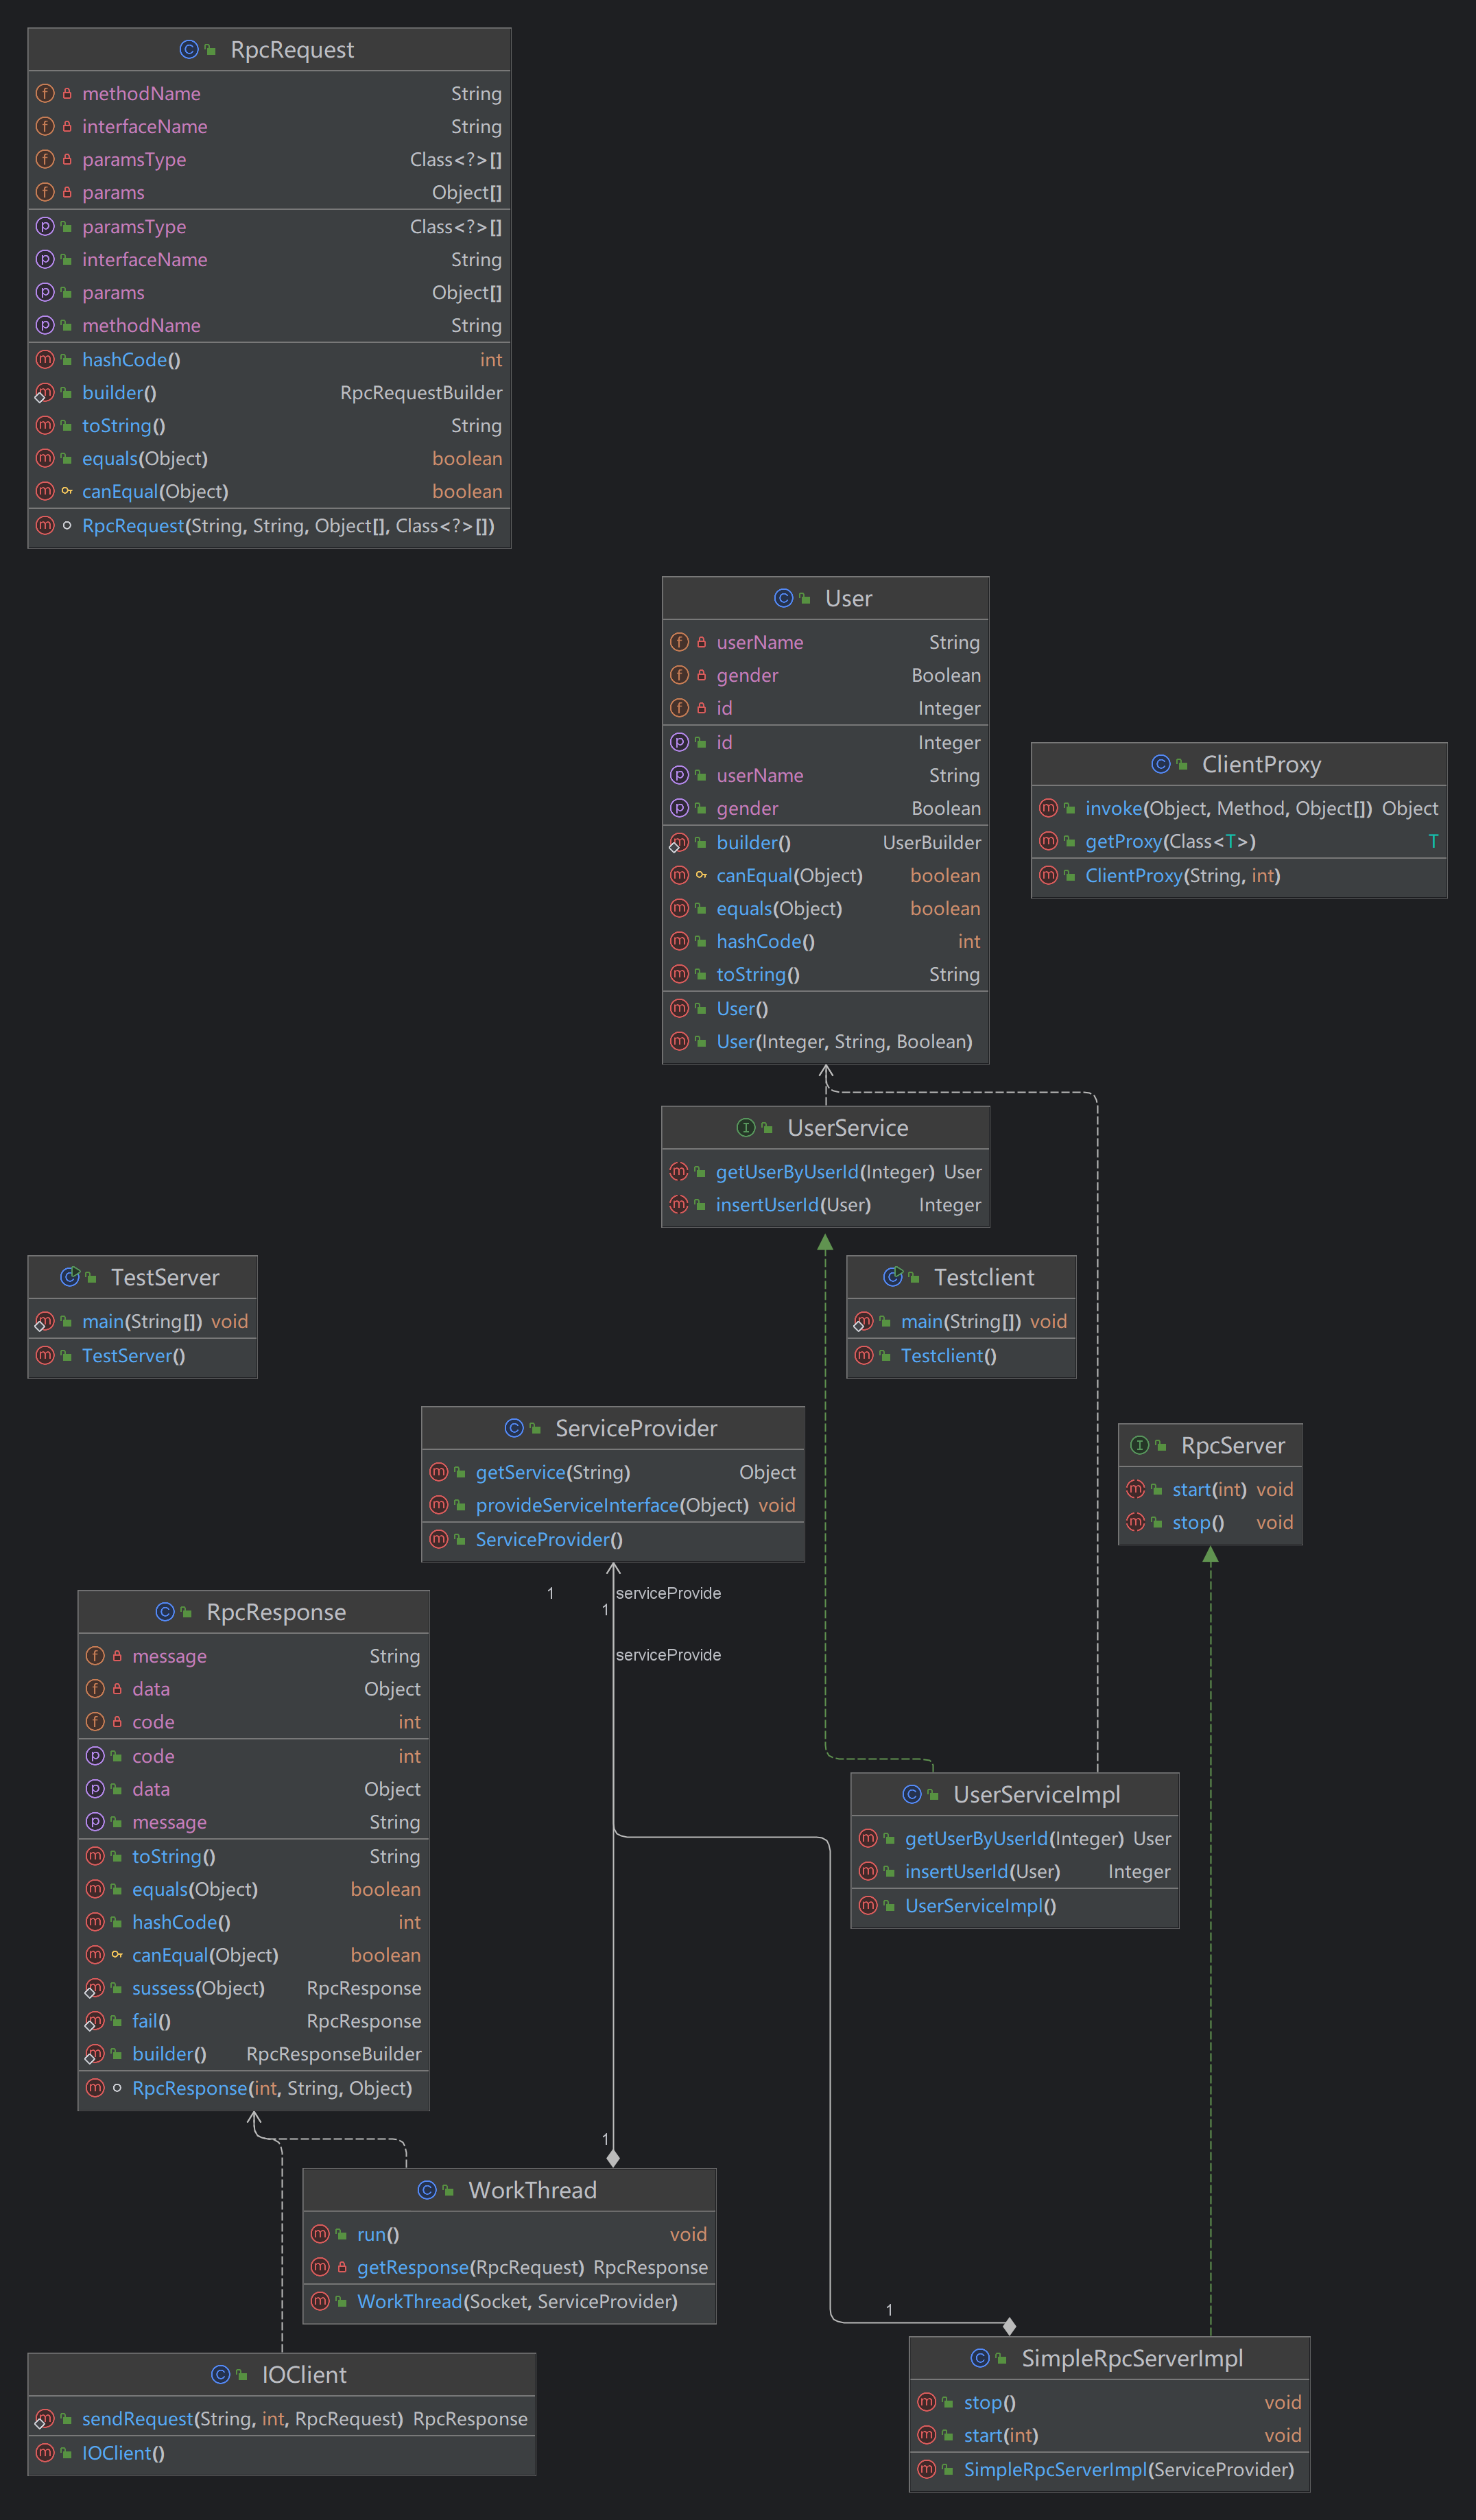 RpcRequest
methodName String
interfaceName String
paramsType Class<?>[]
params Object[]
paramsType Class<?>[]
interfaceName String
params Object[]
methodName String
hashCode() int
builder() RpcRequestBuilder
toString() String
equals(Object) boolean
canEqual(Object) boolean
RpcRequest(String, String, Object[], Class<?>[])
User
userName String
gender Boolean
id Integer
id Integer
userName String
gender Boolean
builder() UserBuilder
canEqual(Object) boolean
equals(Object) boolean
hashCode() int
toString() String
User()
User(Integer, String, Boolean)
ClientProxy
invoke(Object, Method, Object[]) Object
getProxy(Class<T>) T
ClientProxy(String, int)
UserService
getUserByUserId(Integer) User
insertUserId(User) Integer
TestServer
main(String[]) void
TestServer()
Testclient
main(String[]) void
Testclient()
ServiceProvider
getService(String) Object
provideServiceInterface(Object) void
ServiceProvider()
RpcServer
start(int) void
stop() void
1 serviceProvide
1
serviceProvide
RpcResponse
message String
data Object
code int
code int
data Object
message String
toString() String
equals(Object) boolean
hashCode() int
canEqual(Object) boolean
sussess(Object) RpcResponse
fail() RpcResponse
builder() RpcResponseBuilder
RpcResponse(int, String, Object)
UserServiceImpl
getUserByUserId(Integer) User
insertUserId(User) Integer
UserServiceImpl()
1
WorkThread
run() void
getResponse(RpcRequest) RpcResponse
WorkThread(Socket, ServiceProvider)
1
IOClient
sendRequest(String, int, RpcRequest) RpcResponse
IOClient()
SimpleRpcServerImpl
stop() void
start(int) void
SimpleRpcServerImpl(ServiceProvider)